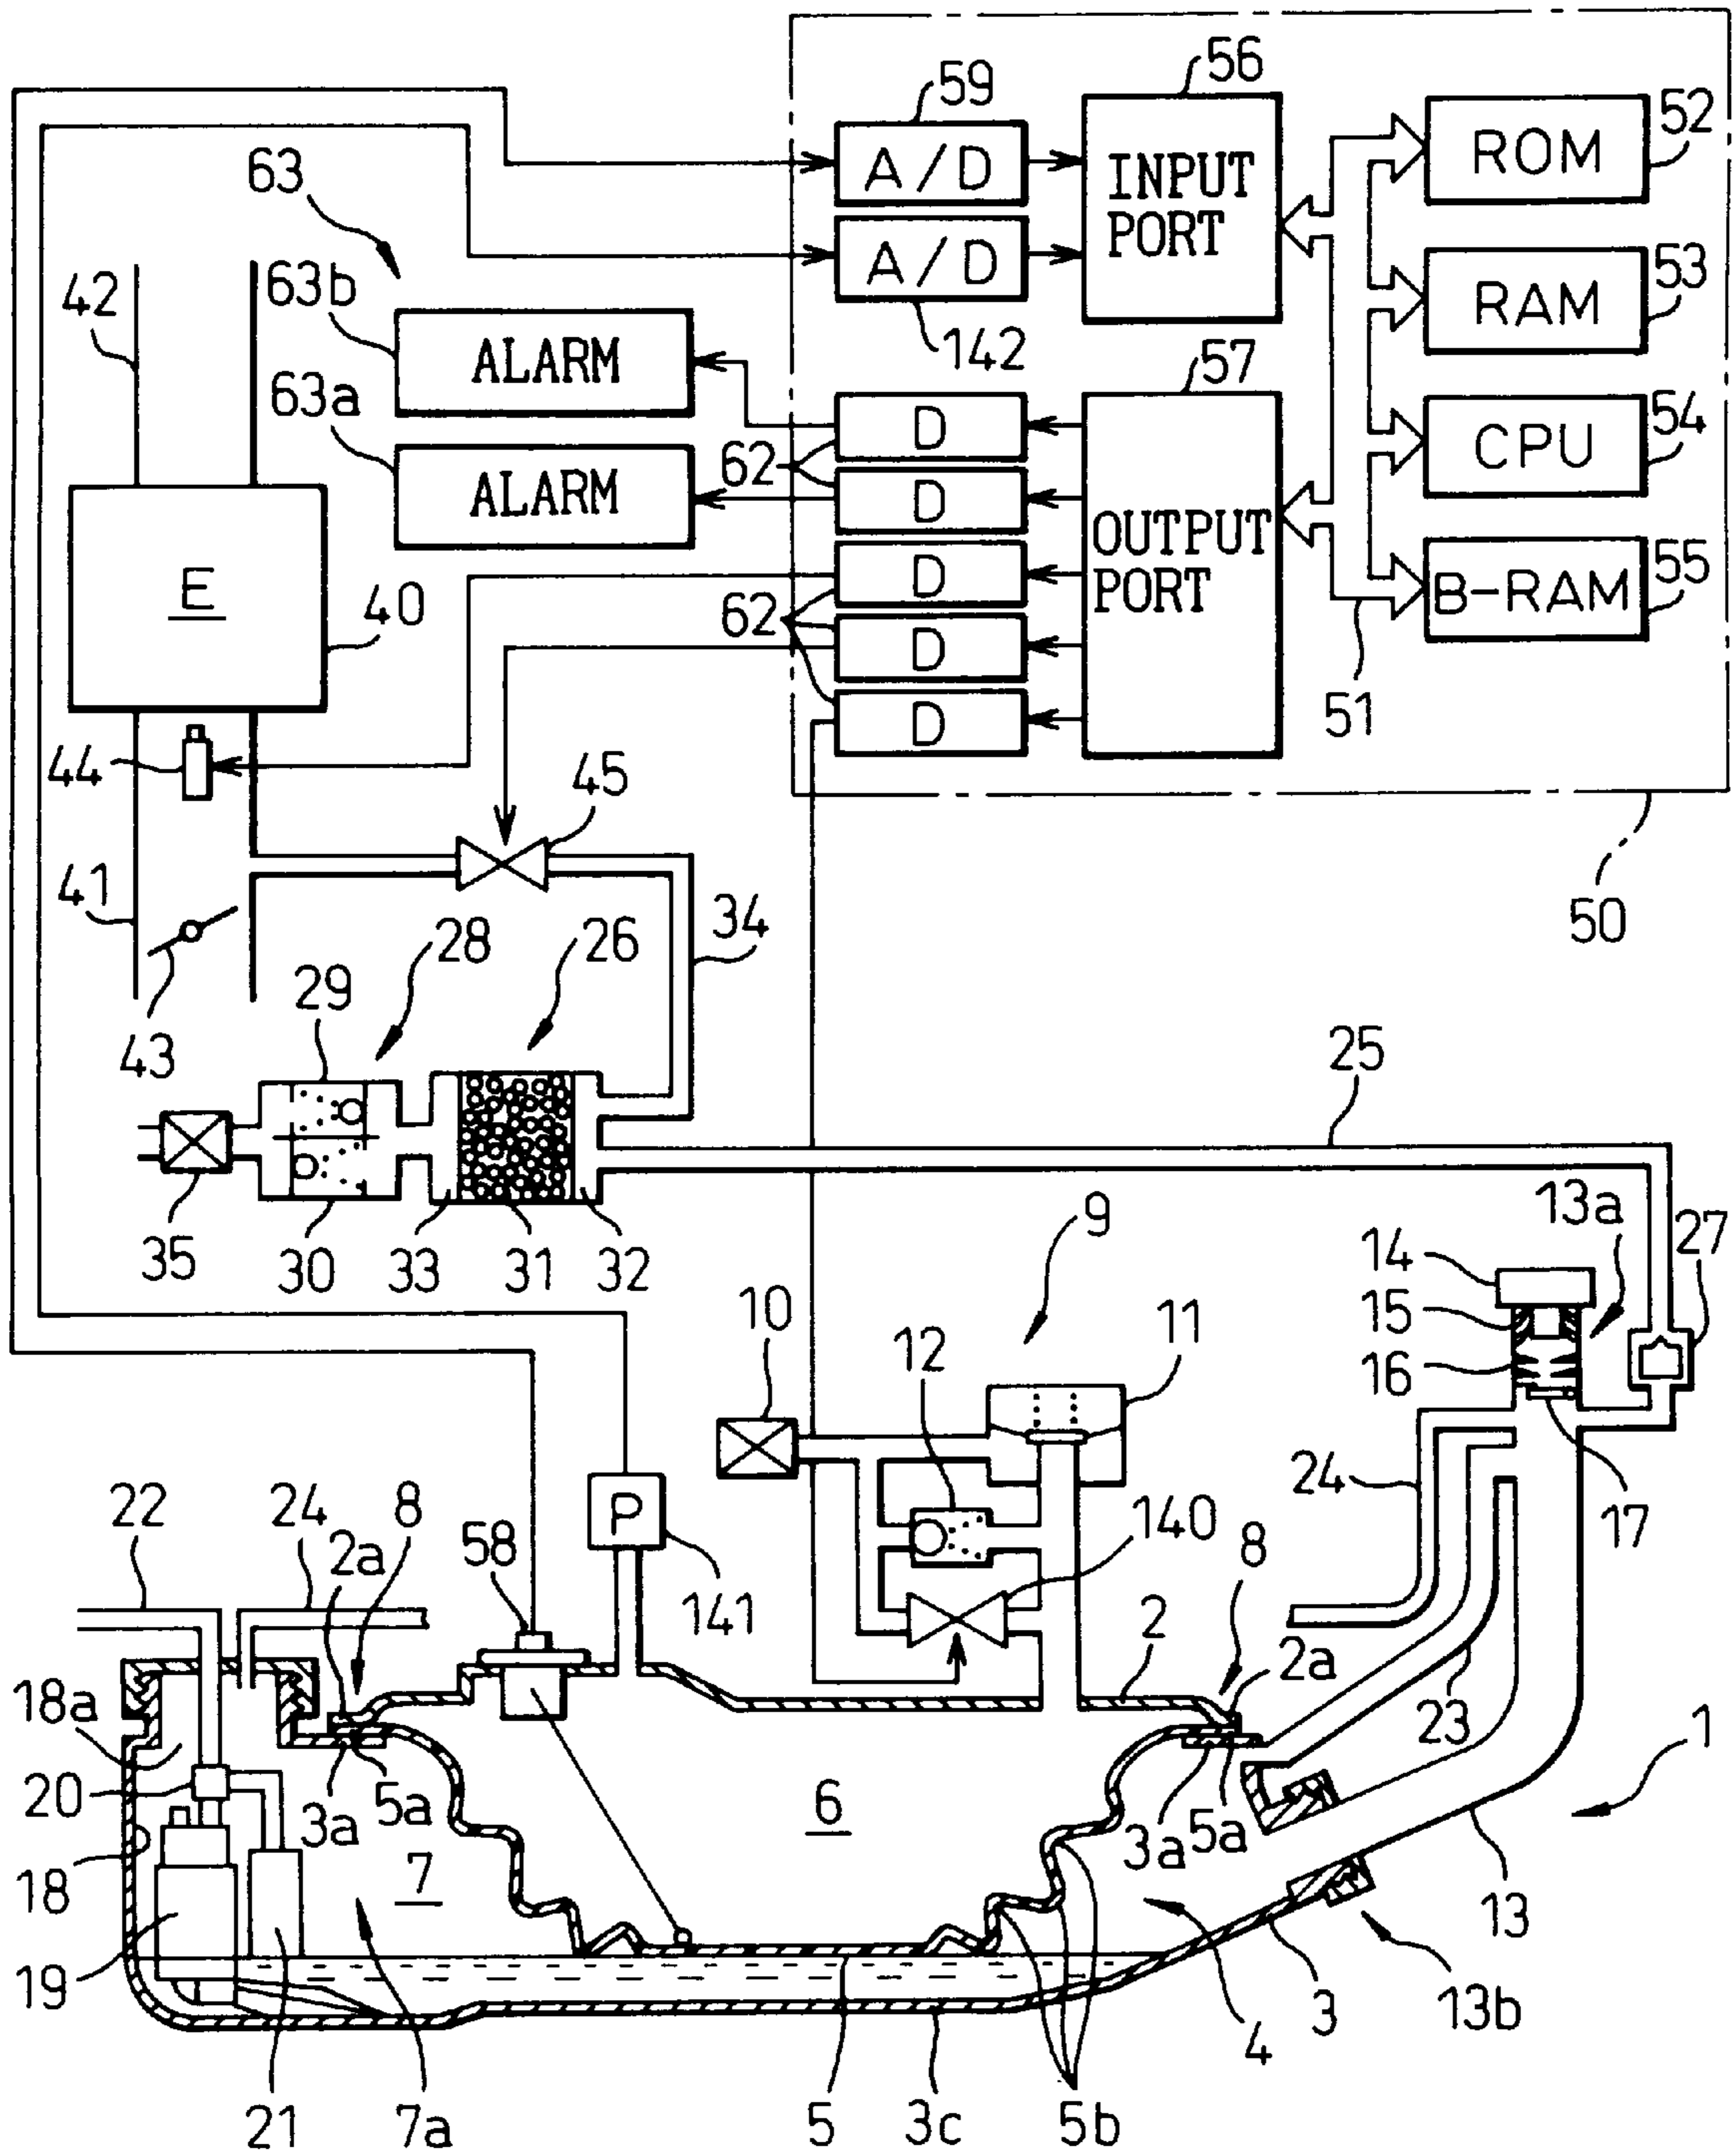 56
59
52
63
A/D
INPUT
PORT
ROM
A/D
53
42
63b
RAM
142
ALARM
57
63a
54
D
62
CPU
ALARM
D
OUTPUT
PORT
E
D
55
40
62
B-RAM
D
51
D
44
45
41
34
50
28
26
29
43
25
35
30
33
31
32
9
13a
27
14
10
12
11
15
16
22
24
8
58
P
24
17
2a
141
140
8
2
2a
18a
23
1
20
3a
5a
6
3a
5a
18
7
13
19
3
13b
21
7a
5
3c
5b
4